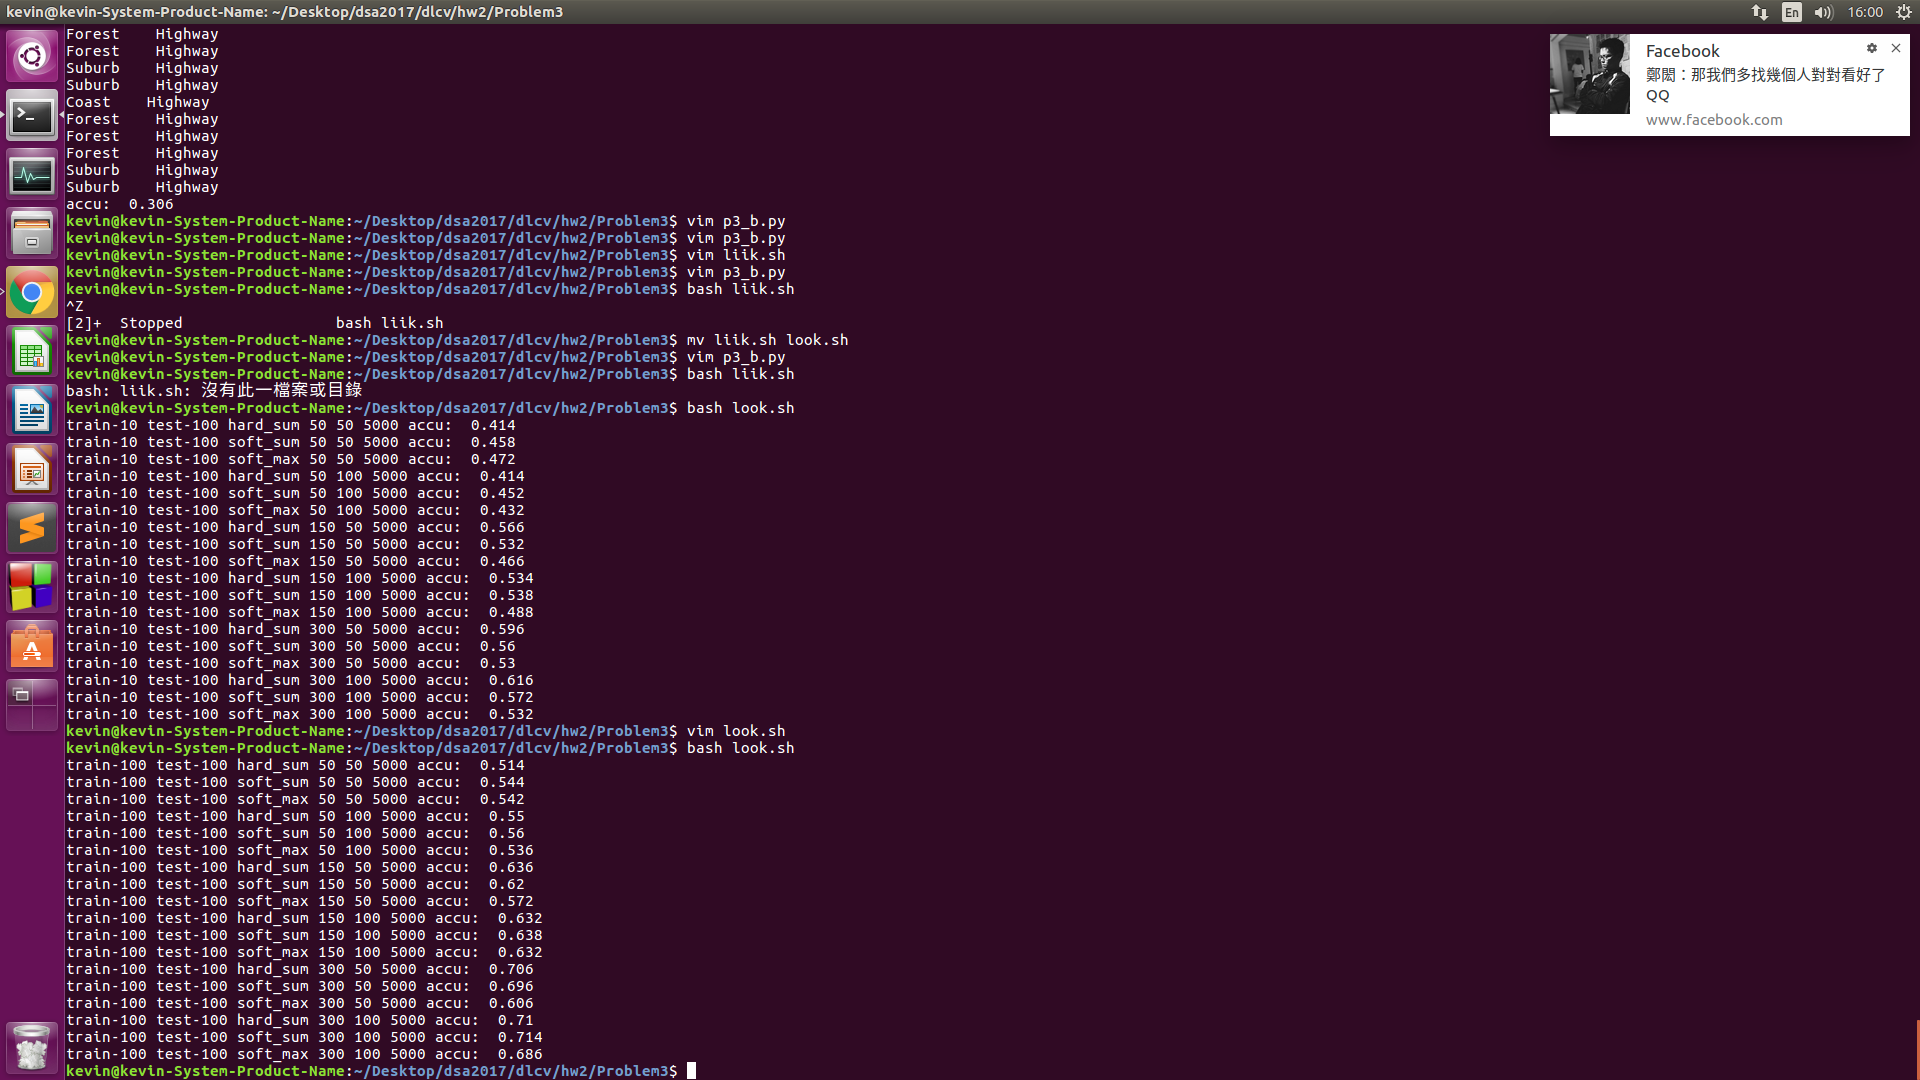 kevin@kevin-System-Product-Name: ~/Desktop/dsa2017/dlcv/hw2/Problem3
En
16:00
Forest    Highway
Forest    Highway
Suburb    Highway
Suburb    Highway
Coast    Highway
Forest    Highway
Forest    Highway
Forest    Highway
Suburb    Highway
Suburb    Highway
accu:  0.306
kevin@kevin-System-Product-Name:~/Desktop/dsa2017/dlcv/hw2/Problem3$ vim p3_b.py
kevin@kevin-System-Product-Name:~/Desktop/dsa2017/dlcv/hw2/Problem3$ vim p3_b.py
kevin@kevin-System-Product-Name:~/Desktop/dsa2017/dlcv/hw2/Problem3$ vim liik.sh
kevin@kevin-System-Product-Name:~/Desktop/dsa2017/dlcv/hw2/Problem3$ vim p3_b.py
kevin@kevin-System-Product-Name:~/Desktop/dsa2017/dlcv/hw2/Problem3$ bash liik.sh
^Z
[2]+  Stopped                 bash liik.sh
kevin@kevin-System-Product-Name:~/Desktop/dsa2017/dlcv/hw2/Problem3$ mv liik.sh look.sh
kevin@kevin-System-Product-Name:~/Desktop/dsa2017/dlcv/hw2/Problem3$ vim p3_b.py
kevin@kevin-System-Product-Name:~/Desktop/dsa2017/dlcv/hw2/Problem3$ bash liik.sh
bash: liik.sh: 沒有此一檔案或目錄
kevin@kevin-System-Product-Name:~/Desktop/dsa2017/dlcv/hw2/Problem3$ bash look.sh
train-10 test-100 hard_sum 50 50 5000 accu:  0.414
train-10 test-100 soft_sum 50 50 5000 accu:  0.458
train-10 test-100 soft_max 50 50 5000 accu:  0.472
train-10 test-100 hard_sum 50 100 5000 accu:  0.414
train-10 test-100 soft_sum 50 100 5000 accu:  0.452
train-10 test-100 soft_max 50 100 5000 accu:  0.432
train-10 test-100 hard_sum 150 50 5000 accu:  0.566
train-10 test-100 soft_sum 150 50 5000 accu:  0.532
train-10 test-100 soft_max 150 50 5000 accu:  0.466
train-10 test-100 hard_sum 150 100 5000 accu:  0.534
train-10 test-100 soft_sum 150 100 5000 accu:  0.538
train-10 test-100 soft_max 150 100 5000 accu:  0.488
train-10 test-100 hard_sum 300 50 5000 accu:  0.596
train-10 test-100 soft_sum 300 50 5000 accu:  0.56
train-10 test-100 soft_max 300 50 5000 accu:  0.53
train-10 test-100 hard_sum 300 100 5000 accu:  0.616
train-10 test-100 soft_sum 300 100 5000 accu:  0.572
train-10 test-100 soft_max 300 100 5000 accu:  0.532
kevin@kevin-System-Product-Name:~/Desktop/dsa2017/dlcv/hw2/Problem3$ vim look.sh
kevin@kevin-System-Product-Name:~/Desktop/dsa2017/dlcv/hw2/Problem3$ bash look.sh
train-100 test-100 hard_sum 50 50 5000 accu:  0.514
train-100 test-100 soft_sum 50 50 5000 accu:  0.544
train-100 test-100 soft_max 50 50 5000 accu:  0.542
train-100 test-100 hard_sum 50 100 5000 accu:  0.55
train-100 test-100 soft_sum 50 100 5000 accu:  0.56
train-100 test-100 soft_max 50 100 5000 accu:  0.536
train-100 test-100 hard_sum 150 50 5000 accu:  0.636
train-100 test-100 soft_sum 150 50 5000 accu:  0.62
train-100 test-100 soft_max 150 50 5000 accu:  0.572
train-100 test-100 hard_sum 150 100 5000 accu:  0.632
train-100 test-100 soft_sum 150 100 5000 accu:  0.638
train-100 test-100 soft_max 150 100 5000 accu:  0.632
train-100 test-100 hard_sum 300 50 5000 accu:  0.706
train-100 test-100 soft_sum 300 50 5000 accu:  0.696
train-100 test-100 soft_max 300 50 5000 accu:  0.606
train-100 test-100 hard_sum 300 100 5000 accu:  0.71
train-100 test-100 soft_sum 300 100 5000 accu:  0.714
train-100 test-100 soft_max 300 100 5000 accu:  0.686
kevin@kevin-System-Product-Name:~/Desktop/dsa2017/dlcv/hw2/Problem3$
Facebook
鄭閎：那我們多找幾個人對對看好了
QQ
www.facebook.com